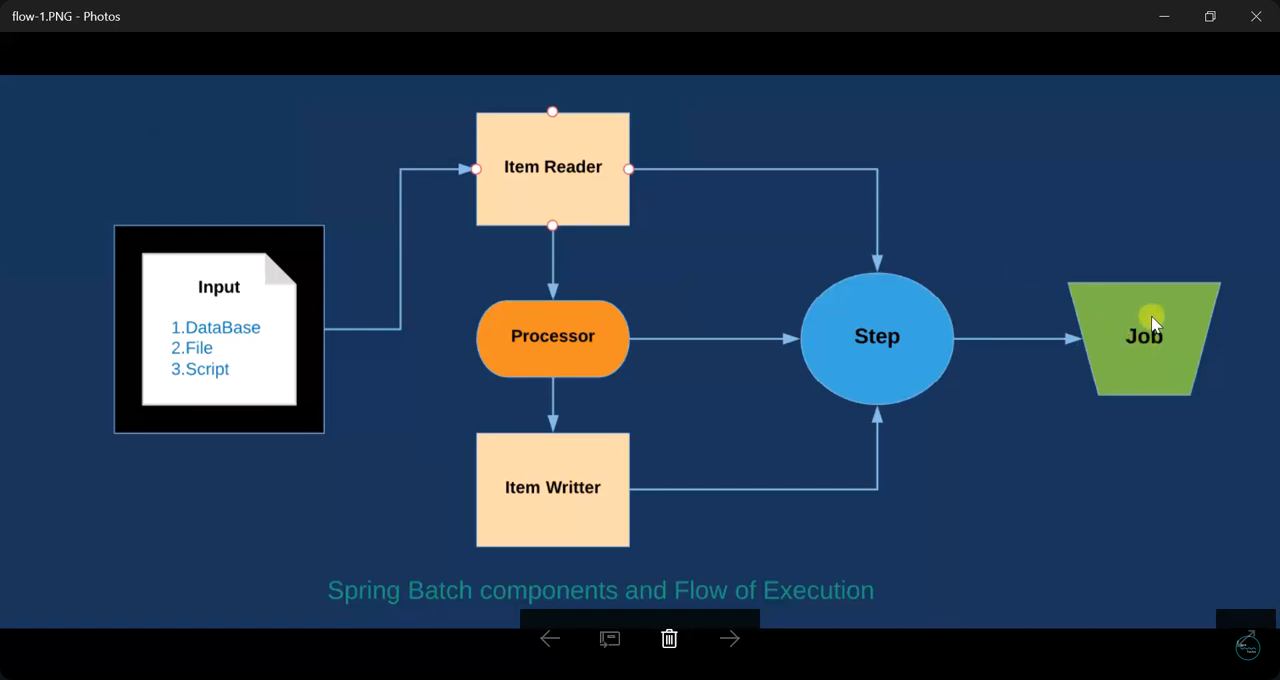 flow-1.PNG - Photos
Item Reader
Input
1.DataBase
2.File
3.Script
Processor
Step
Job
Item Writter
Spring Batch components and Flow of Execution